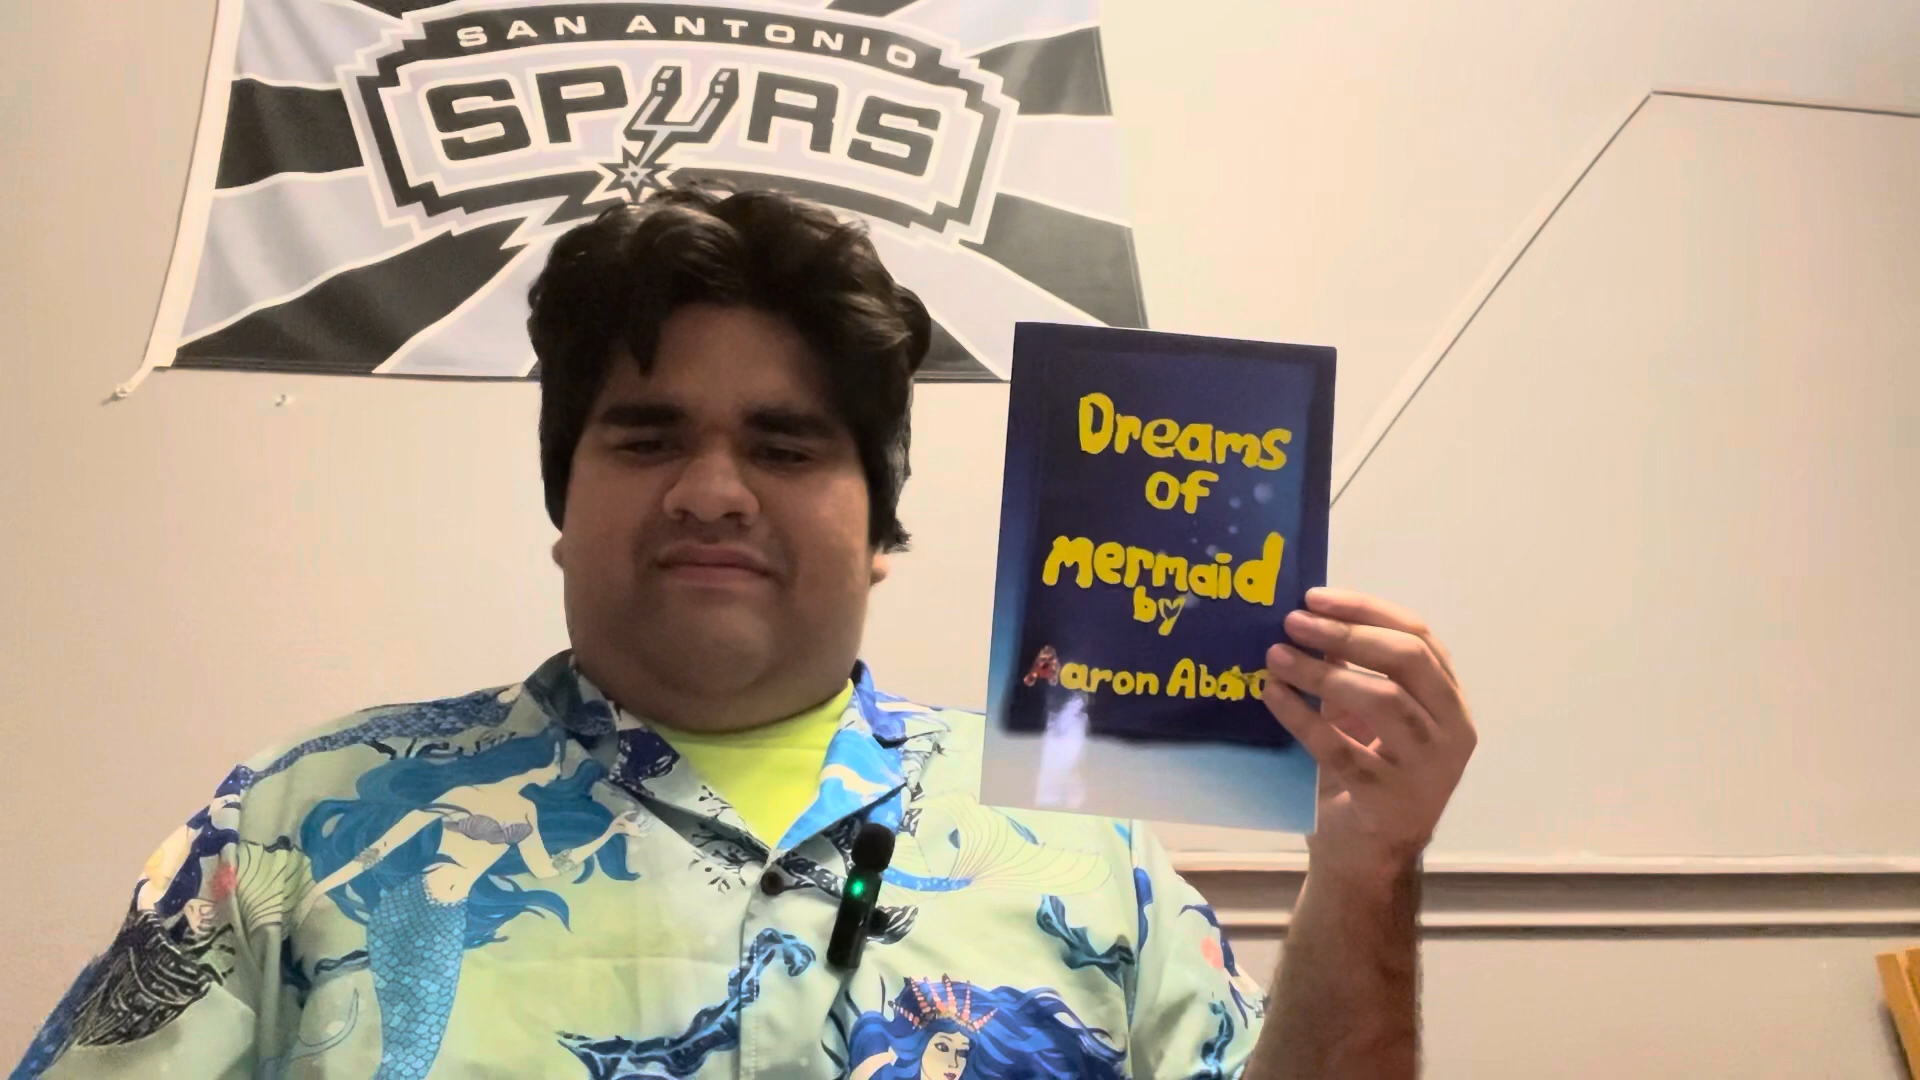 SAN ANTONIO
SPURS
Dreams
of
mermaid
by
Aaron